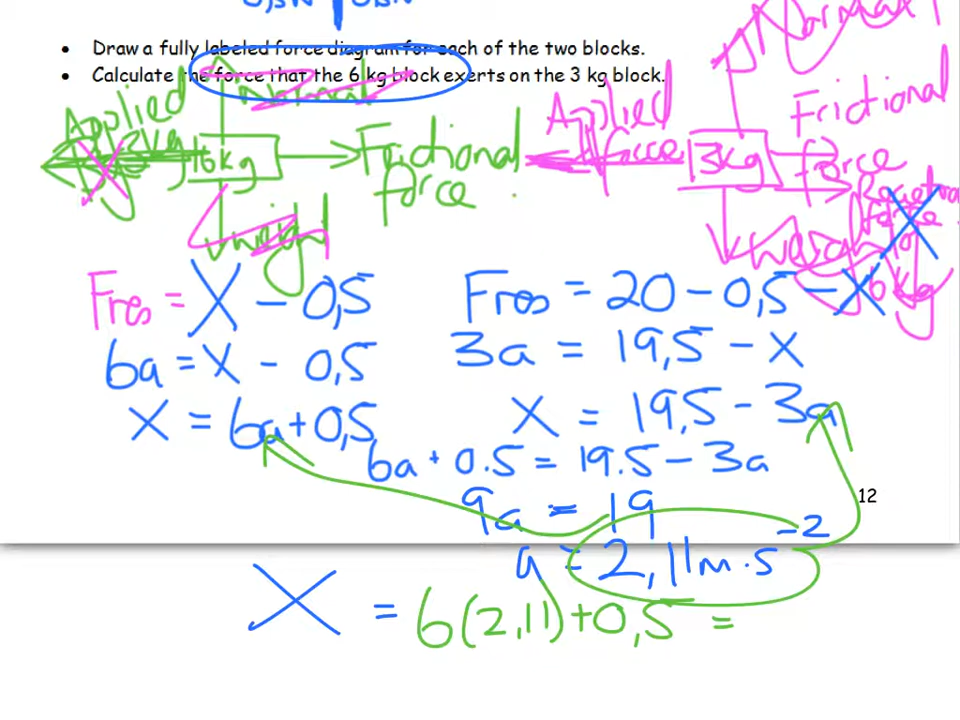 • Draw a fully labeled force diagram for each of the two blocks.
• Calculate the force that the 6 kg block exerts on the 3 kg block.
Normal
Normal
Applied
6kg
Frictional
force
weight
Applied
force
3kg
Frictional
force
6kg
Fres = X - 0,5
Fres = 20 - 0,5 - X
6a = X - 0,5
3a = 19,5 - X
X = 6a + 0,5
X = 19,5 - 3a
6a + 0.5 = 19.5 - 3a
9a = 19
12
a = 2,11 m·s-2
X = 6(2,11) + 0,5 =